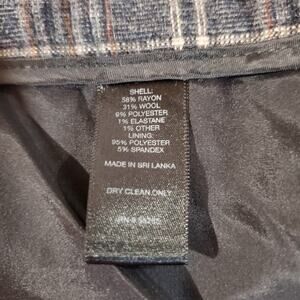 SHELL:
58% RAYON
31% WOOL
9% POLYESTER
1% ELASTANE
1% OTHER
LINING:
95% POLYESTER
5% SPANDEX
MADE IN SRI LANKA
DRY CLEAN ONLY